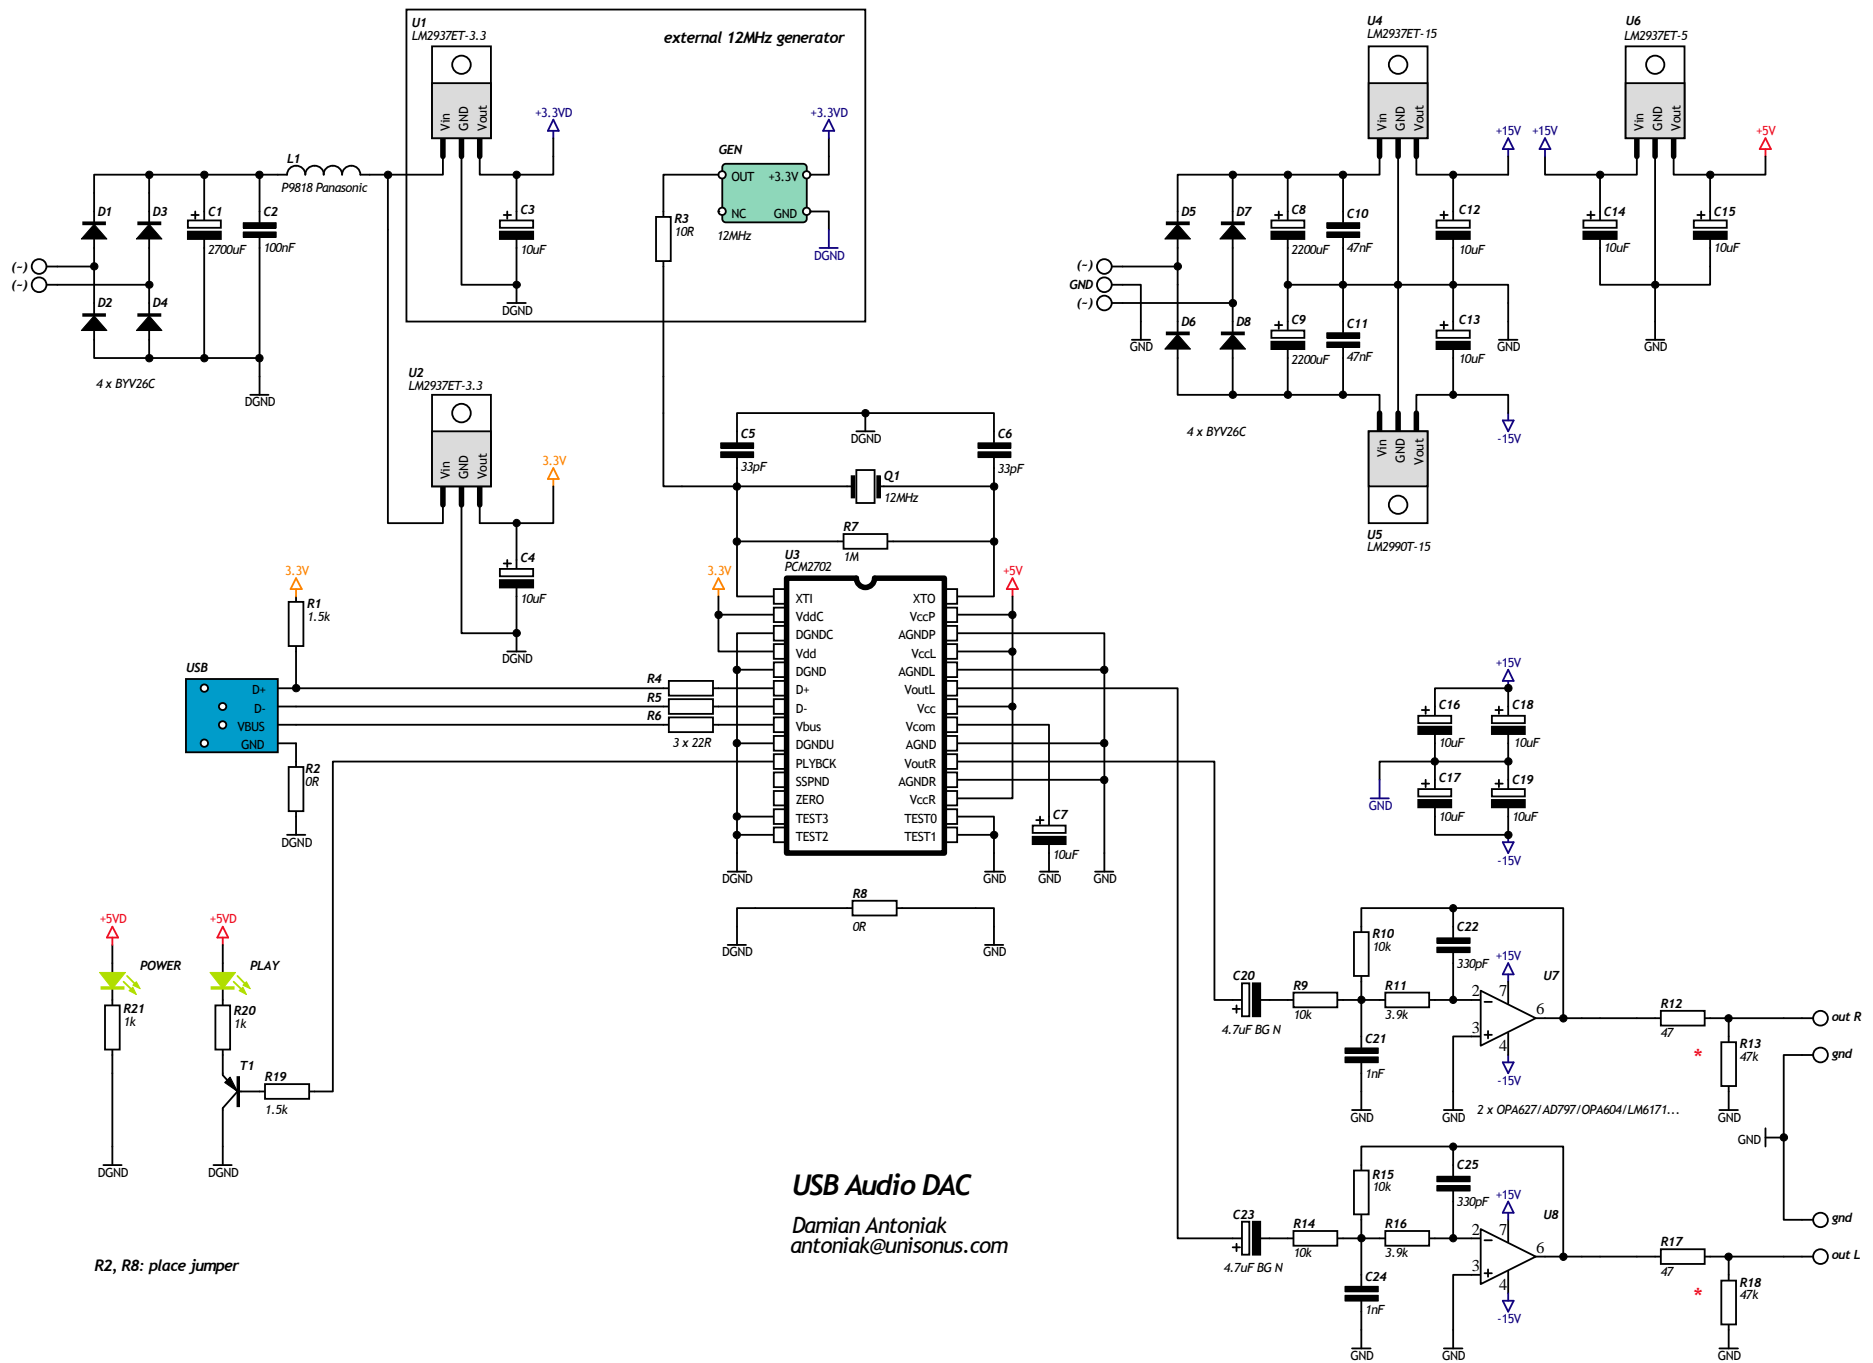 U1
LM2937ET-3.3
external 12MHz generator
Vin
GND
Vout
+3.3VD
+3.3VD
GEN
OUT
+3.3V
NC
GND
12MHz
R3
10R
DGND
C3
10uF
DGND
L1
P9818 Panasonic
D1
D3
C1
2700uF
C2
100nF
(~)
(~)
D2
D4
4 x BYV26C
DGND
U2
LM2937ET-3.3
Vin
GND
Vout
3.3V
C4
10uF
DGND
U4
LM2937ET-15
Vin
GND
Vout
+15V
D5
D7
C8
2200uF
C10
47nF
C12
10uF
(~)
GND
(~)
GND
D6
D8
C9
2200uF
C11
47nF
C13
10uF
GND
4 x BYV26C
Vin
GND
Vout
-15V
U5
LM2990T-15
U6
LM2937ET-5
Vin
GND
Vout
+15V
+5V
C14
10uF
C15
10uF
GND
C5
33pF
DGND
C6
33pF
Q1
12MHz
R7
1M
U3
PCM2702
3.3V
+5V
XTI
XTO
VddC
VccP
DGNDC
AGNDP
Vdd
VccL
DGND
AGNDL
D+
VoutL
D-
Vcc
Vbus
Vcom
DGNDU
AGND
PLYBCK
VoutR
SSPND
AGNDR
ZERO
VccR
TEST3
TEST0
TEST2
TEST1
DGND
GND
C7
10uF
GND
GND
3.3V
R1
1.5k
USB
D+
D-
VBUS
GND
R4
R5
R6
3 x 22R
R2
0R
DGND
R8
0R
DGND
GND
+15V
C16
10uF
C18
10uF
GND
C17
10uF
C19
10uF
-15V
+5VD
+5VD
POWER
PLAY
R21
1k
R20
1k
T1
R19
1.5k
DGND
DGND
R10
10k
C22
330pF
+15V
U7
C20
4.7uF BG N
R9
10k
R11
3.9k
2
7
3
6
4
-15V
C21
1nF
GND
GND
2 x OPA627/AD797/OPA604/LM6171...
R12
47
*
R13
47k
GND
out R
gnd
GND
R15
10k
C25
330pF
+15V
U8
C23
4.7uF BG N
R14
10k
R16
3.9k
2
7
3
6
4
-15V
C24
1nF
GND
GND
R17
47
*
R18
47k
GND
gnd
out L
USB Audio DAC
Damian Antoniak
antoniak@unisonus.com
R2, R8: place jumper